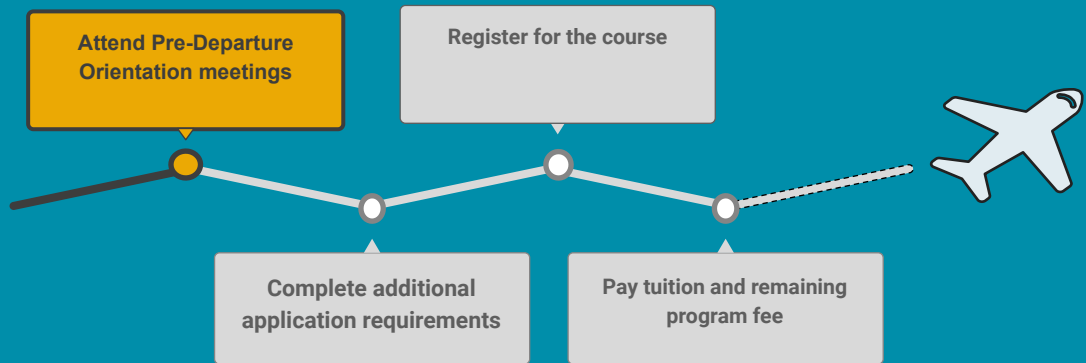 Attend Pre-Departure
Orientation meetings
Complete additional
application requirements
Register for the course
Pay tuition and remaining
program fee